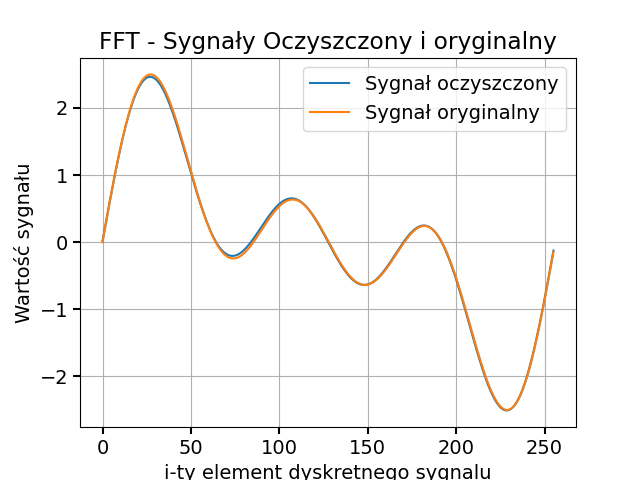 FFT - Sygnały Oczyszczony i oryginalny
Sygnał oczyszczony
Sygnał oryginalny
Wartość sygnału
2
1
0
−1
−2
0 50 100 150 200 250
i-ty element dyskretnego sygnalu